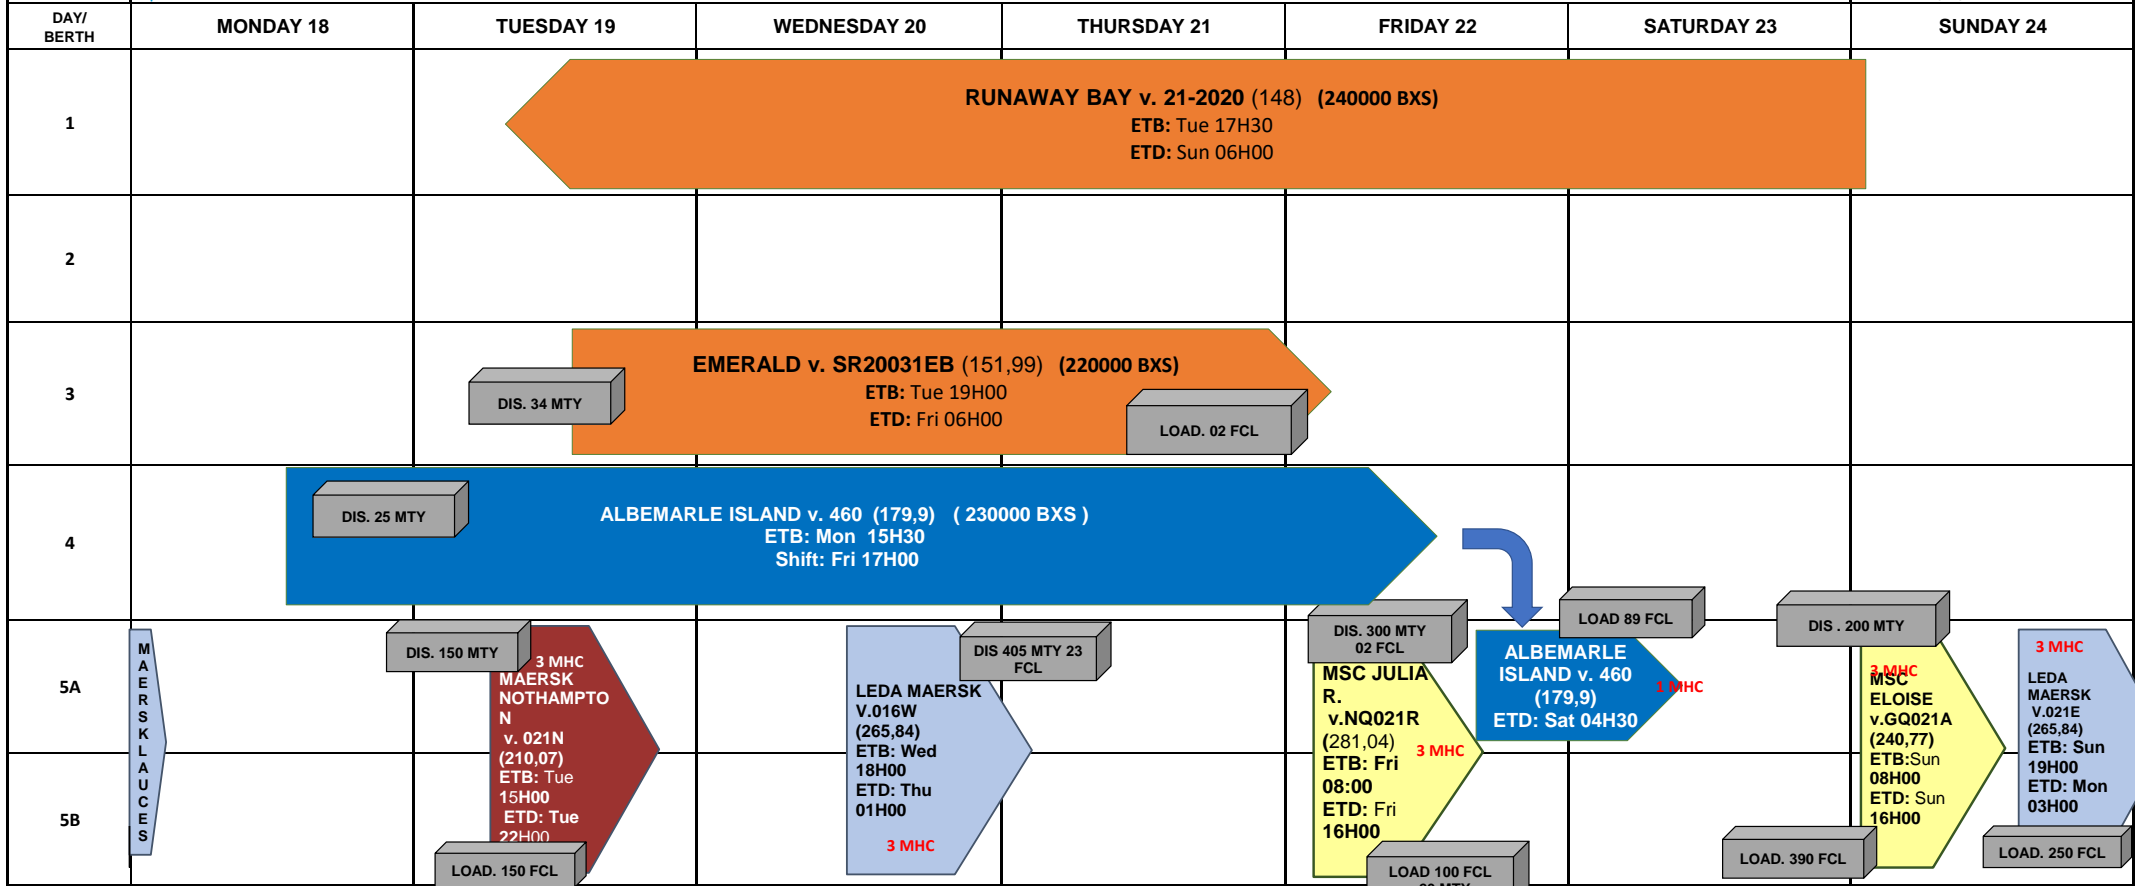 DAY/
BERTH
MONDAY 18
TUESDAY 19
WEDNESDAY 20
THURSDAY 21
FRIDAY 22
SATURDAY 23
SUNDAY 24
1
RUNAWAY BAY v. 21-2020 (148) (240000 BXS)
ETB: Tue 17H30
ETD: Sun 06H00
2
3
EMERALD v. SR20031EB (151,99) (220000 BXS)
ETB: Tue 19H00
ETD: Fri 06H00
DIS. 34 MTY
LOAD. 02 FCL
4
DIS. 25 MTY
ALBEMARLE ISLAND v. 460 (179,9) ( 230000 BXS )
ETB: Mon 15H30
Shift: Fri 17H00
5A
5B
M
A
E
R
S
K
L
A
U
C
E
S
DIS. 150 MTY
3 MHC
MAERSK
NOTHAMPTO
N
v. 021N
(210,07)
ETB: Tue
15H00
ETD: Tue
22H00
LOAD. 150 FCL
DIS 405 MTY 23
FCL
LEDA MAERSK
V.016W
(265,84)
ETB: Wed
18H00
ETD: Thu
01H00
3 MHC
DIS. 300 MTY
02 FCL
MSC JULIA
R.
v.NQ021R
(281,04)
3 MHC
ETB: Fri
08:00
ETD: Fri
16H00
LOAD 100 FCL
LOAD 89 FCL
ALBEMARLE
ISLAND v. 460
(179,9)
ETD: Sat 04H30
1 MHC
DIS . 200 MTY
3 MHC
MSC
ELOISE
v.GQ021A
(240,77)
ETB:Sun
08H00
ETD: Sun
16H00
LOAD. 390 FCL
3 MHC
LEDA
MAERSK
V.021E
(265,84)
ETB: Sun
19H00
ETD: Mon
03H00
LOAD. 250 FCL